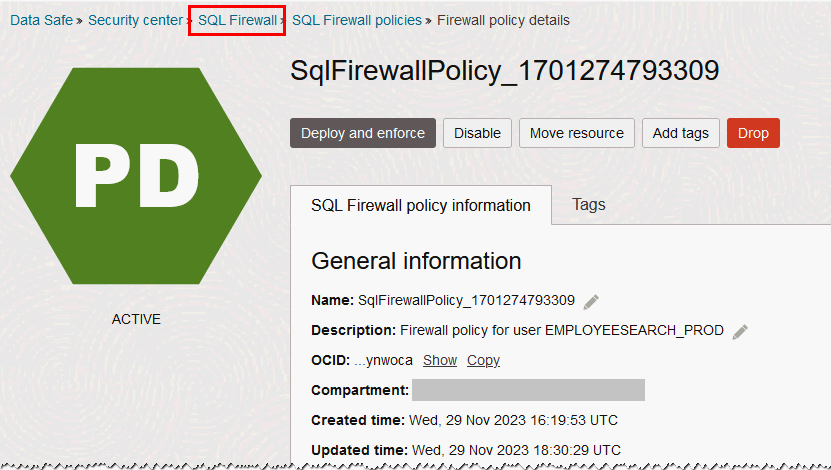 Data Safe » Security center » SQL Firewall » SQL Firewall policies » Firewall policy details
SqlFirewallPolicy_1701274793309
Deploy and enforce Disable Move resource Add tags Drop
PD
ACTIVE
SQL Firewall policy information Tags
General information
Name: SqlFirewallPolicy_1701274793309
Description: Firewall policy for user EMPLOYEESEARCH_PROD
OCID: ...ynwoca Show Copy
Compartment:
Created time: Wed, 29 Nov 2023 16:19:53 UTC
Updated time: Wed, 29 Nov 2023 18:30:29 UTC